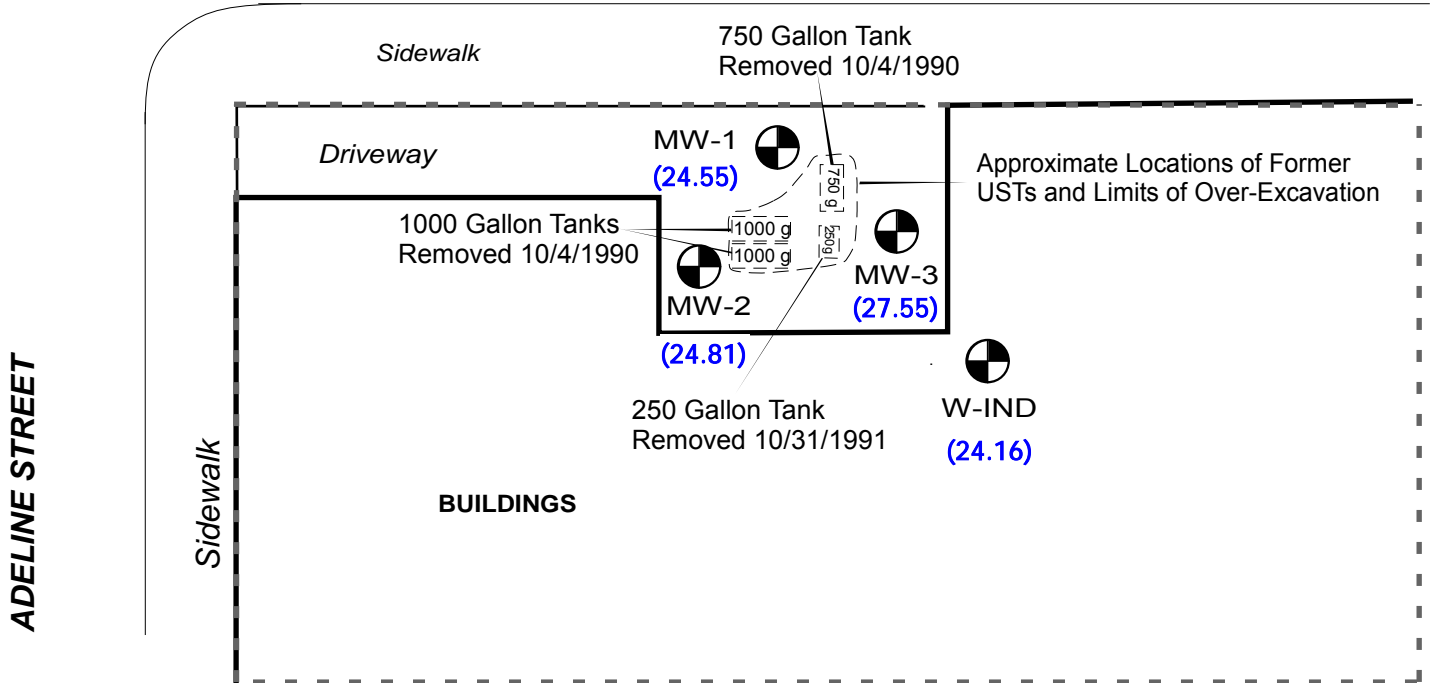 750 Gallon Tank
Removed 10/4/1990
Sidewalk
MW-1
(24.55)
Driveway
Approximate Locations of Former
USTs and Limits of Over-Excavation
750 g
1000 Gallon Tanks
Removed 10/4/1990
1000 g
1000 g
250g
MW-2
(24.81)
MW-3
(27.55)
250 Gallon Tank
Removed 10/31/1991
W-IND
(24.16)
ADELINE STREET
Sidewalk
BUILDINGS